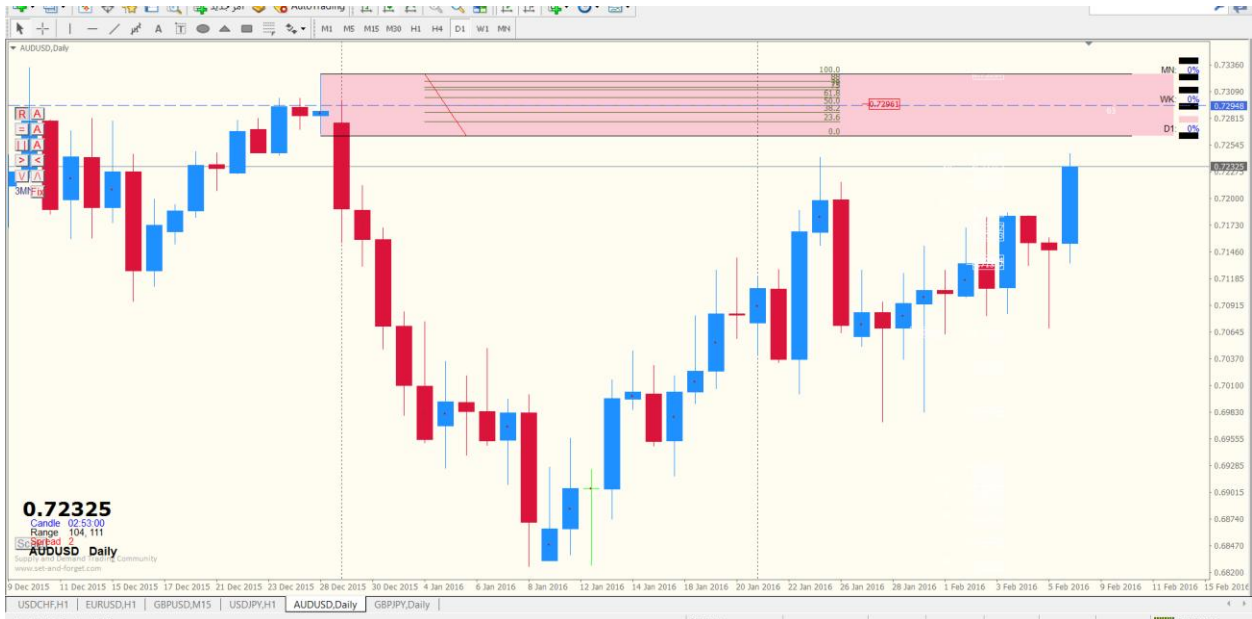 AutoTrading
A T
M1 M5 M15 M30 H1 H4 D1 W1 MN
AUDUSD,Daily
R A
= A
| | A
> <
\/ /\
3MN Fix
100.0
61.8
50.0
38.2
23.6
0.0
0.72961
MN: 0%
WK: 0%
D1: 0%
0.73360
0.73090
0.72948
0.72815
0.72545
0.72325
0.72275
0.72000
0.71730
0.71460
0.71185
0.70915
0.70645
0.70370
0.70100
0.69830
0.69555
0.69285
0.69015
0.68740
0.68470
0.68200
0.72325
Candle 02:53:00
Range 104, 111
Spread 2
AUDUSD Daily
Supply and Demand Trading Community
www.set-and-forget.com
9 Dec 2015 11 Dec 2015 15 Dec 2015 17 Dec 2015 21 Dec 2015 23 Dec 2015 28 Dec 2015 30 Dec 2015 4 Jan 2016 6 Jan 2016 8 Jan 2016 12 Jan 2016 14 Jan 2016 18 Jan 2016 20 Jan 2016 22 Jan 2016 26 Jan 2016 28 Jan 2016 1 Feb 2016 3 Feb 2016 5 Feb 2016 9 Feb 2016 11 Feb 2016 15 Feb 2016
USDCHF,H1 EURUSD,H1 GBPUSD,M15 USDJPY,H1 AUDUSD,Daily GBPJPY,Daily